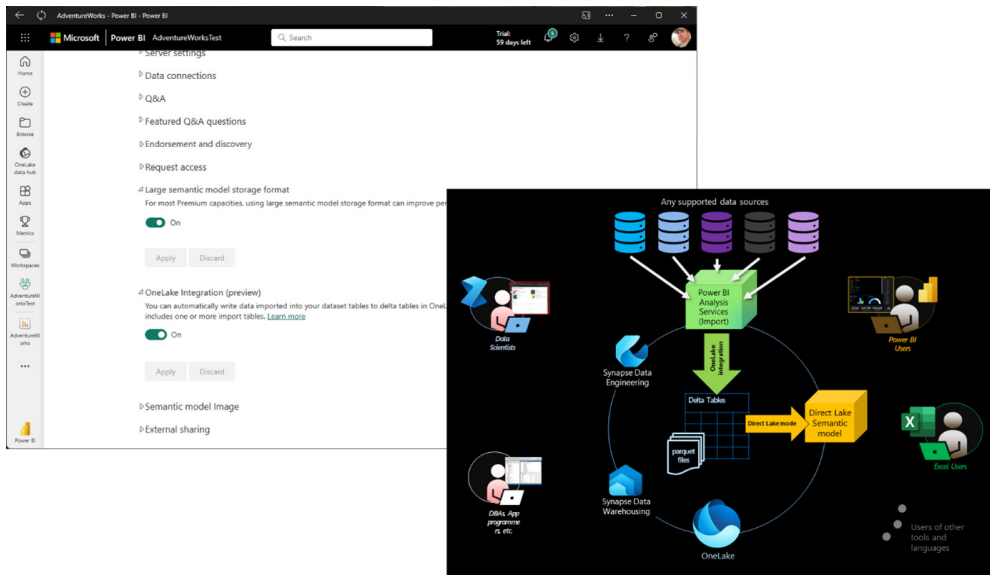 AdventureWorks - Power BI - Power BI
Microsoft
Power BI AdventureWorksTest
Search
Trial:
59 days left
Home
Create
Browse
OneLake
data hub
Apps
Metrics
Workspaces
AdventureW
orksTest
AdventureW
orks
Power BI
Server settings
Data connections
Q&A
Featured Q&A questions
Endorsement and discovery
Request access
Large semantic model storage format
For most Premium capacities, using large semantic model storage format can improve per
On
Apply Discard
OneLake Integration (preview)
You can automatically write data imported into your dataset tables to delta tables in OneL
includes one or more import tables. Learn more
On
Apply Discard
Semantic model Image
External sharing
Any supported data sources
Power BI
Analysis
Services
(Import)
Data
Scientists
Power BI
Users
OneLake
integration
Synapse Data
Engineering
Delta Tables
Direct Lake mode
Direct Lake
Semantic
model
parquet
files
Excel Users
Synapse Data
Warehousing
DBAs, App
programme
rs, etc.
OneLake
Users of other
tools and
languages